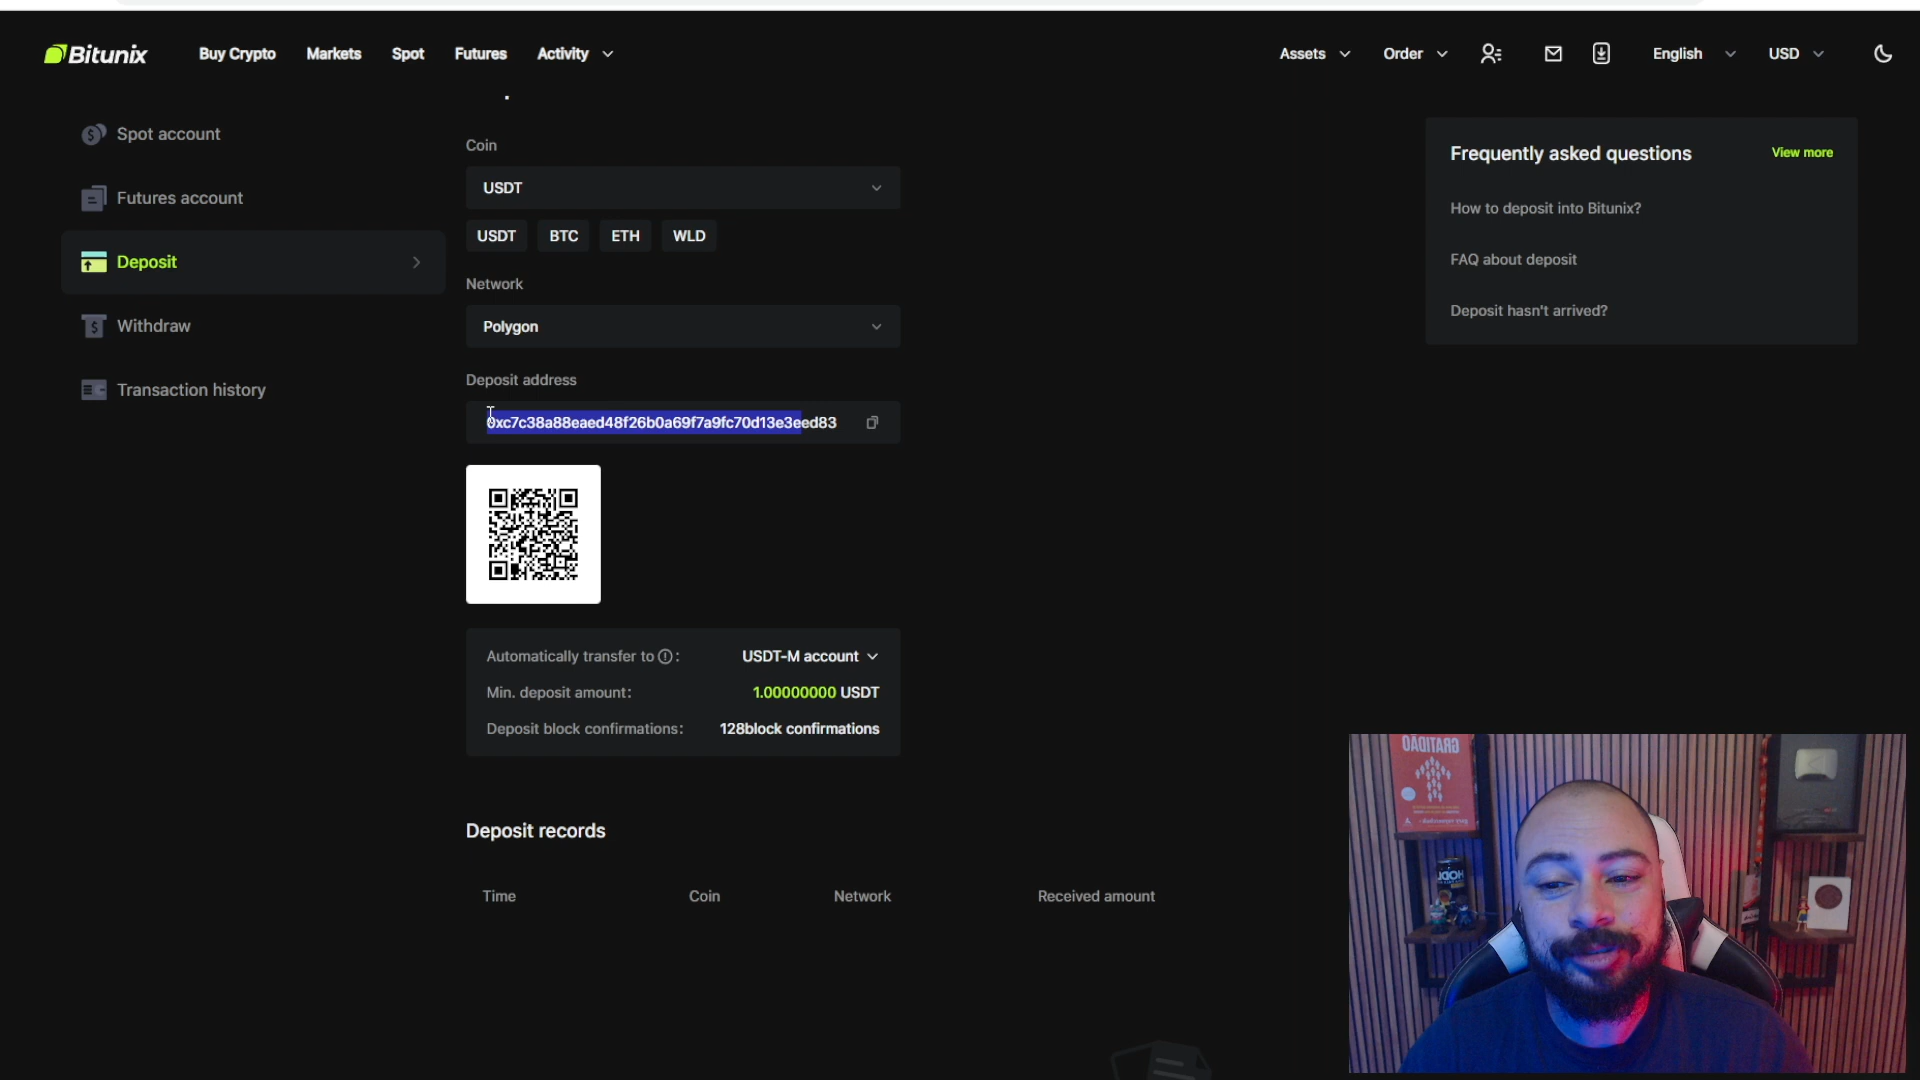 Bitunix Buy Crypto Markets Spot Futures Activity Assets Order English USD
Spot account
Futures account
Deposit
Withdraw
Transaction history
Coin
USDT
USDT BTC ETH WLD
Network
Polygon
Deposit address
0xc7c38a88eaed48f26b0a69f7a9fc70d13e3eed83
Automatically transfer to : USDT-M account
Min. deposit amount: 1.00000000 USDT
Deposit block confirmations: 128block confirmations
Deposit records
Time Coin Network Received amount
Frequently asked questions View more
How to deposit into Bitunix?
FAQ about deposit
Deposit hasn't arrived?
GRATIDÃO
HODL